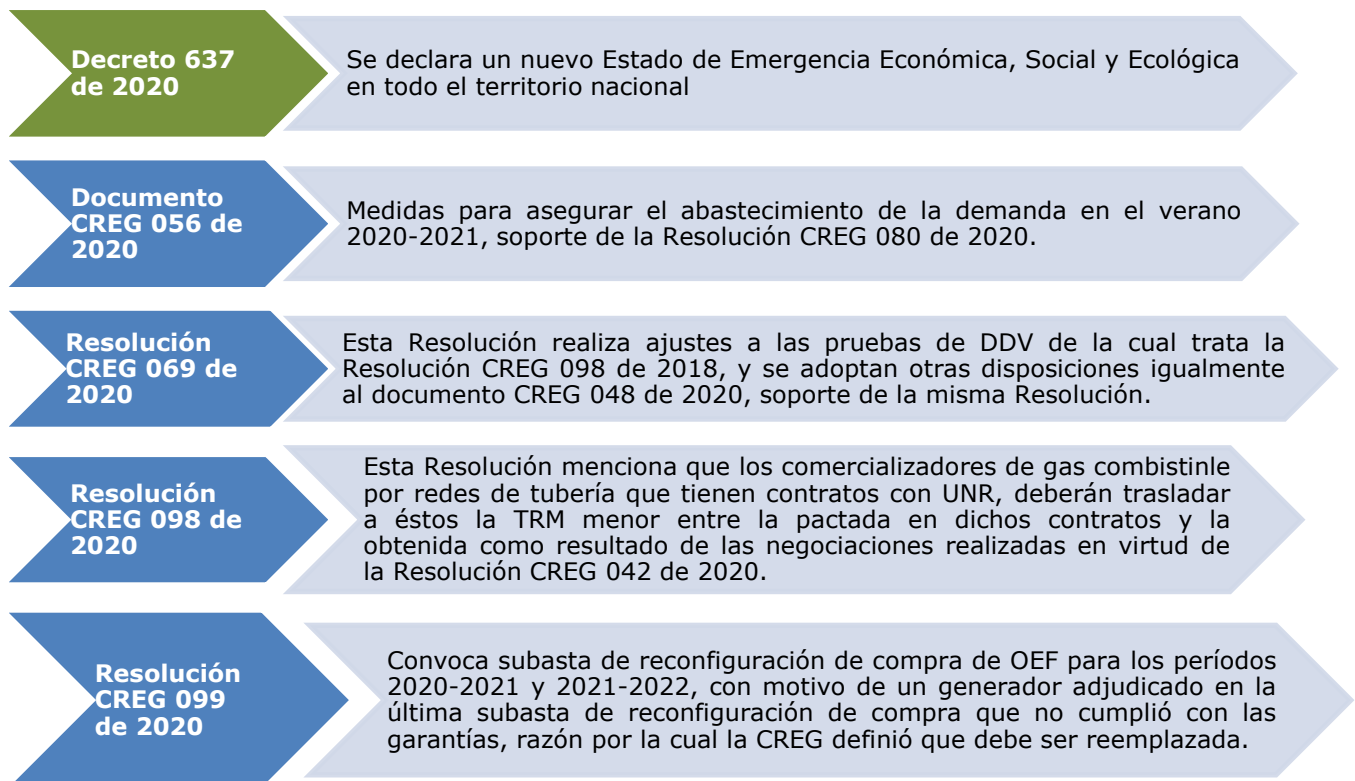 Decreto 637
de 2020
Se declara un nuevo Estado de Emergencia Económica, Social y Ecológica
en todo el territorio nacional
Documento
CREG 056 de
2020
Medidas para asegurar el abastecimiento de la demanda en el verano
2020-2021, soporte de la Resolución CREG 080 de 2020.
Resolución
CREG 069 de
2020
Esta Resolución realiza ajustes a las pruebas de DDV de la cual trata la
Resolución CREG 098 de 2018, y se adoptan otras disposiciones igualmente
al documento CREG 048 de 2020, soporte de la misma Resolución.
Resolución
CREG 098 de
2020
Esta Resolución menciona que los comercializadores de gas combistinle
por redes de tubería que tienen contratos con UNR, deberán trasladar
a éstos la TRM menor entre la pactada en dichos contratos y la
obtenida como resultado de las negociaciones realizadas en virtud de
la Resolución CREG 042 de 2020.
Resolución
CREG 099
de 2020
Convoca subasta de reconfiguración de compra de OEF para los períodos
2020-2021 y 2021-2022, con motivo de un generador adjudicado en la
última subasta de reconfiguración de compra que no cumplió con las
garantías, razón por la cual la CREG definió que debe ser reemplazada.